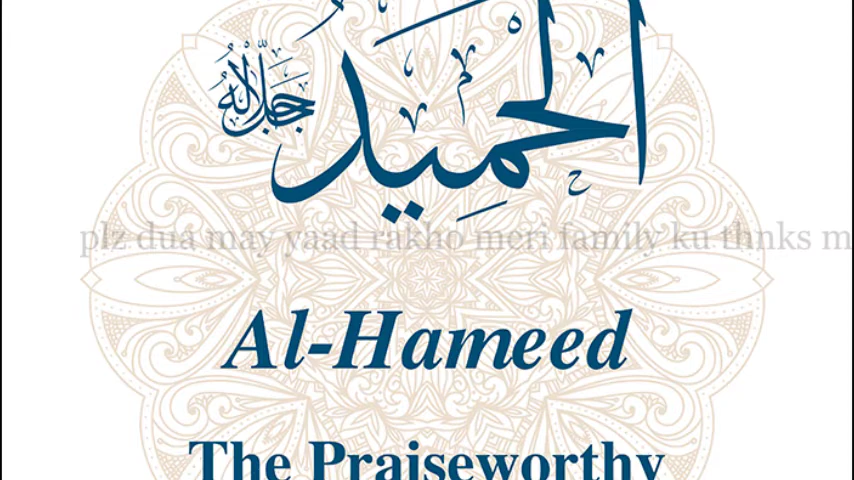 الحميد
جل جلاله
plz dua may yaad rakho meri family ku thnks m
Al-Hameed
The Praiseworthy